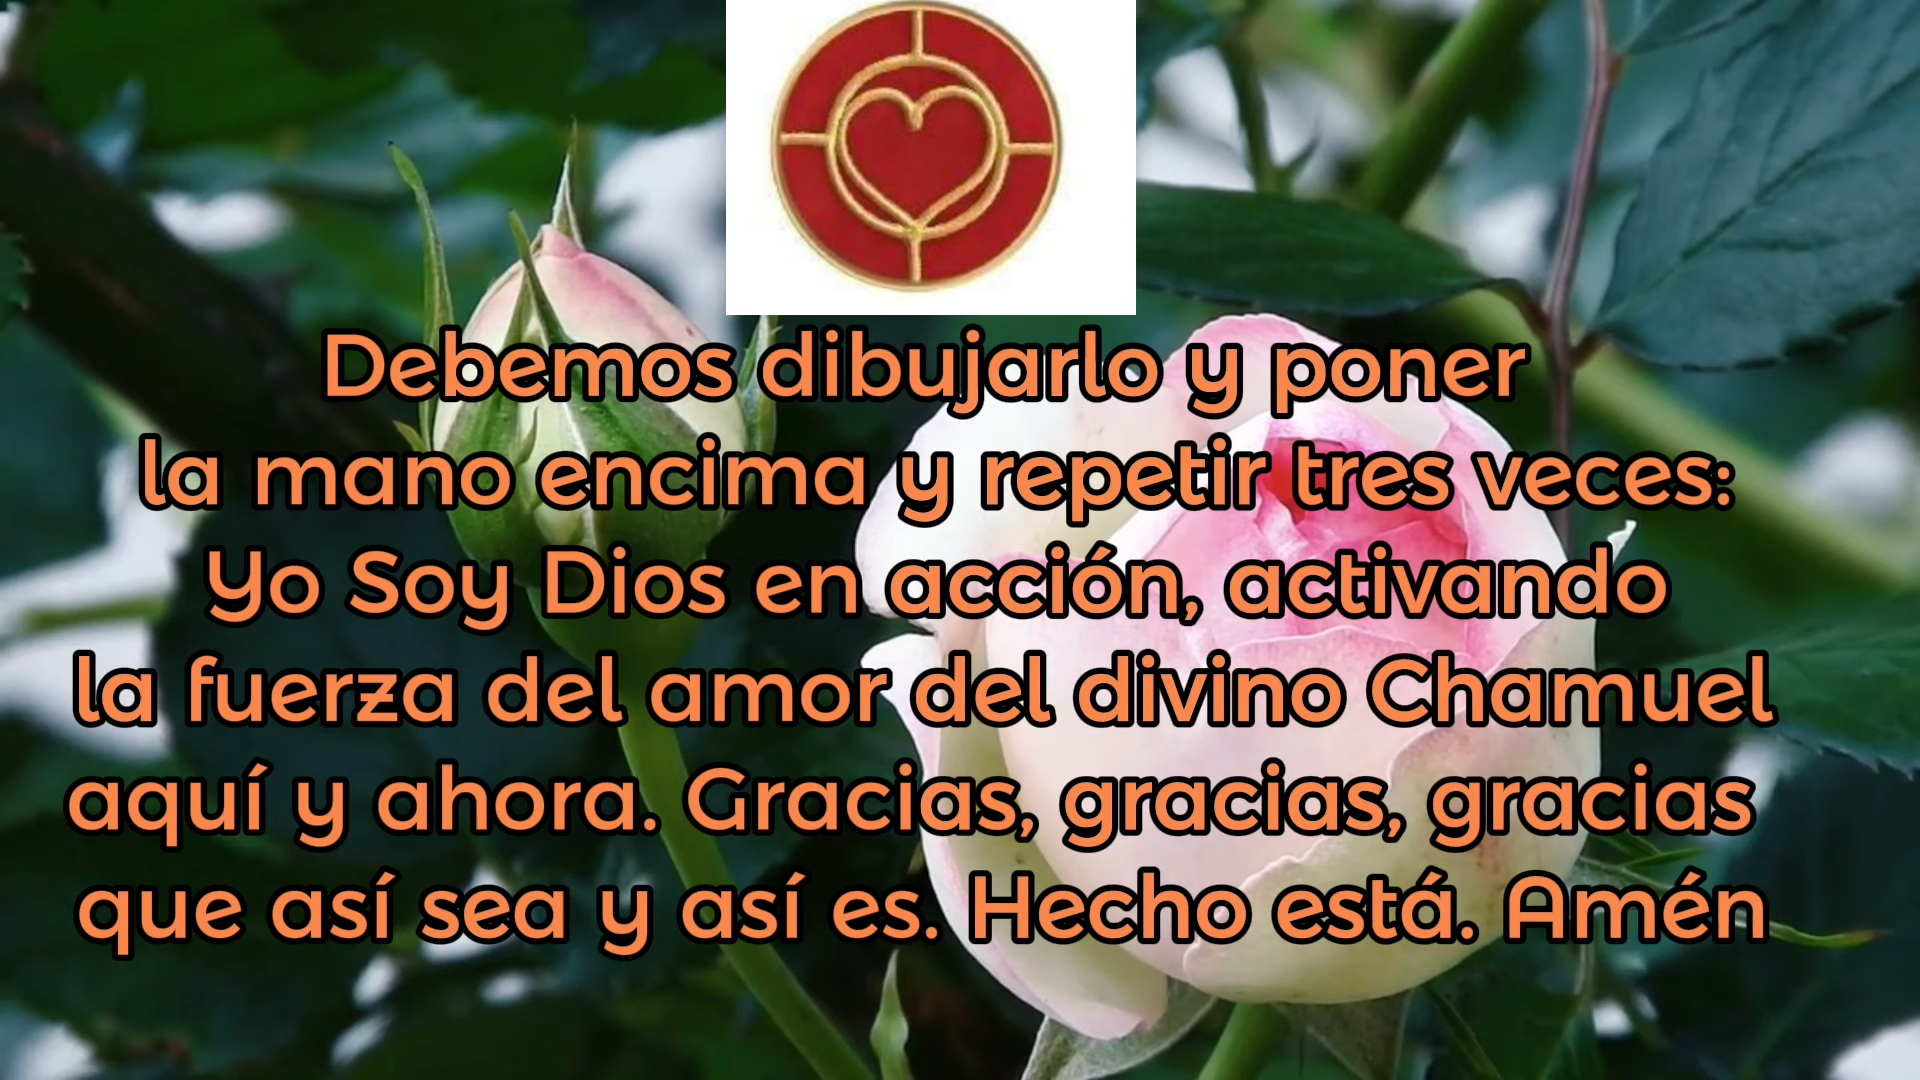 Debemos dibujarlo y poner
la mano encima y repetir tres veces:
Yo Soy Dios en acción, activando
la fuerza del amor del divino Chamuel
aquí y ahora. Gracias, gracias, gracias
que así sea y así es. Hecho está. Amén